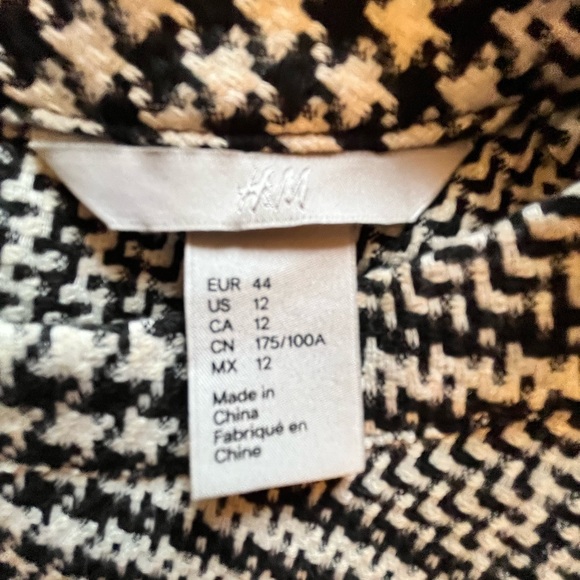 H&M
EUR 44
US 12
CA 12
CN 175/100A
MX 12
Made in
China
Fabriqué en
Chine